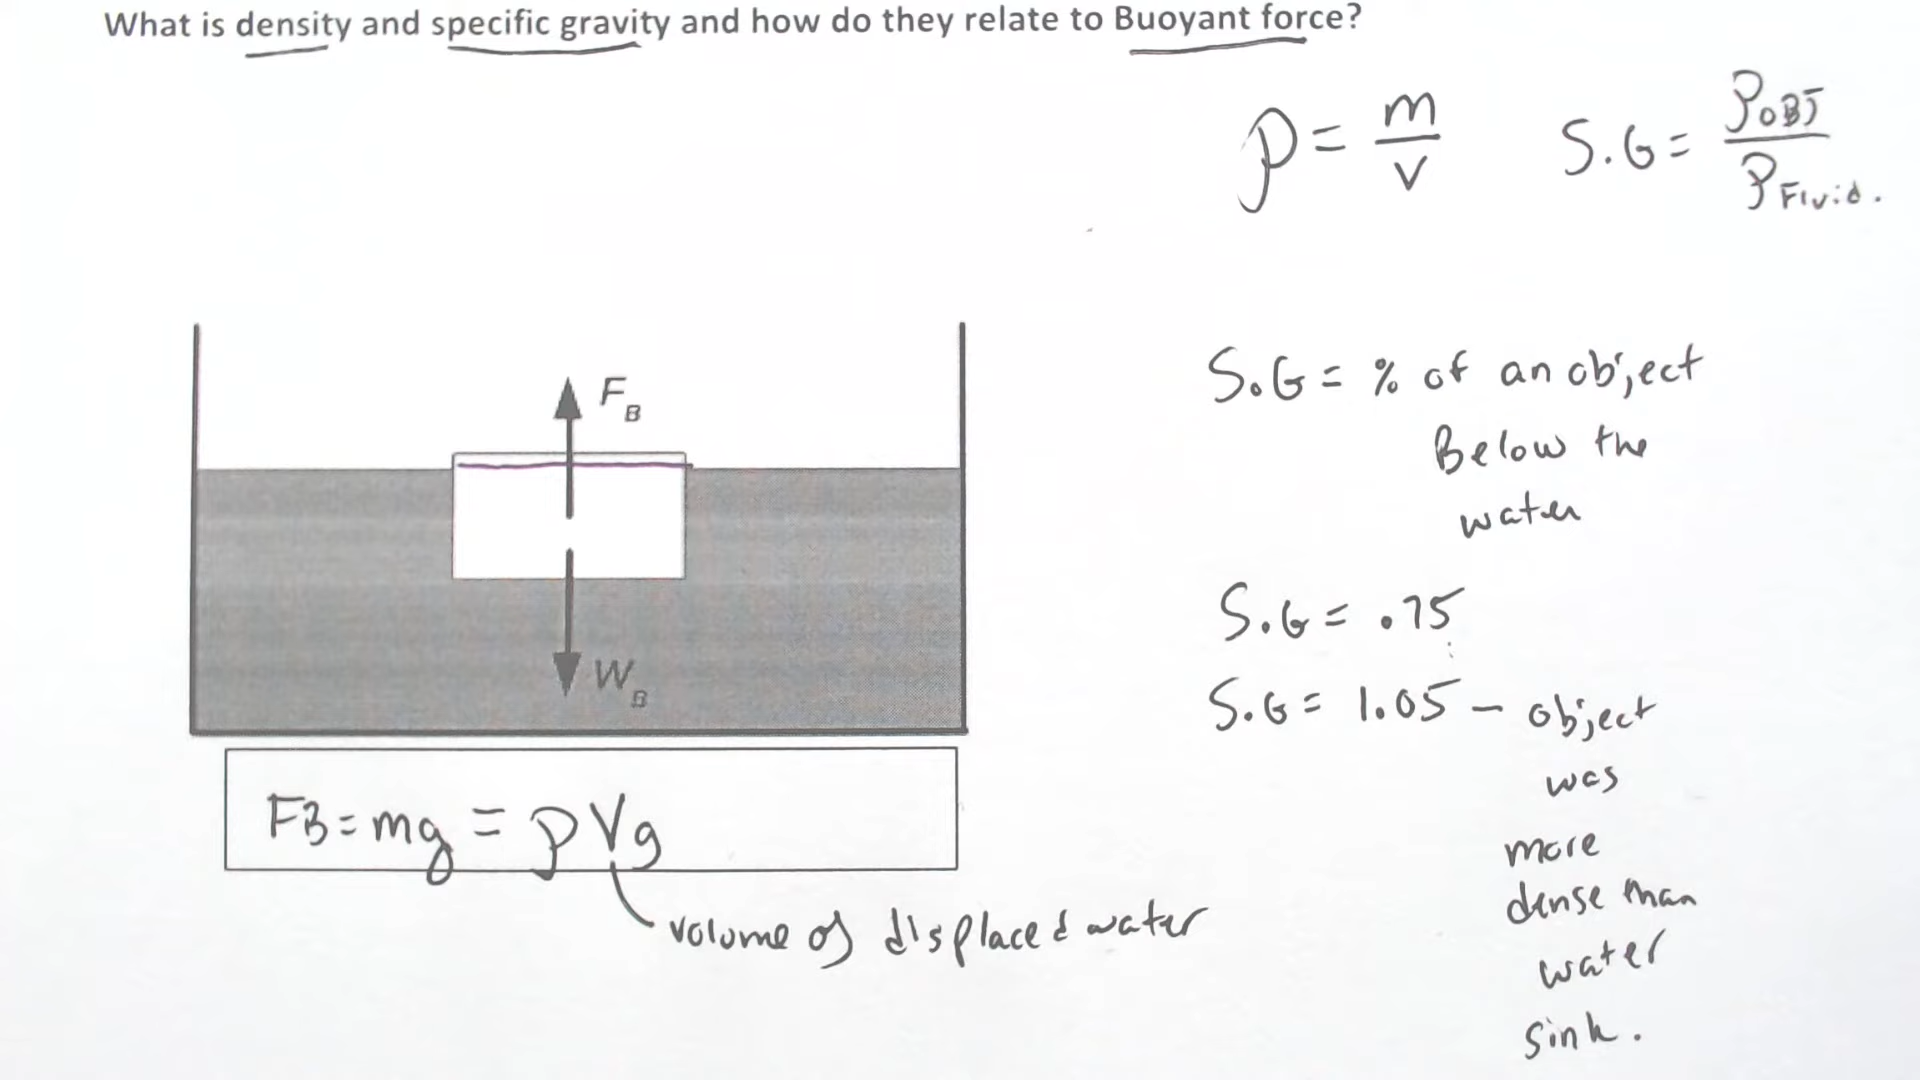 What is density and specific gravity and how do they relate to Buoyant force?
ρ = m/v
S.G = ρOBJ/ρFluid.
S.G = % of an object
Below the
water
FB
WB
S.G = .75
S.G = 1.05 – object
was
more
dense than
water
sink.
FB = mg = ρVg
volume of displaced water